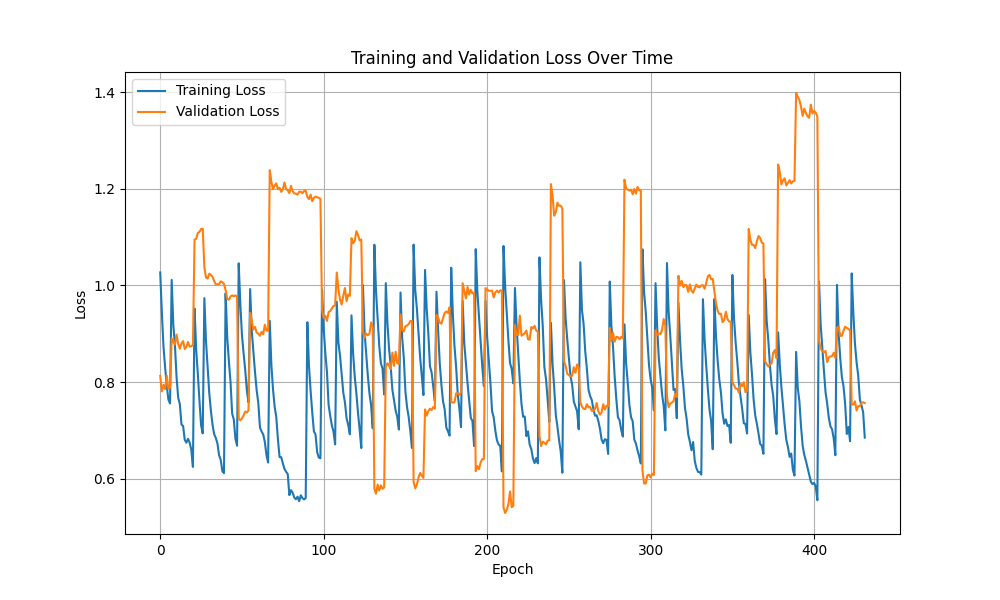 Training and Validation Loss Over Time
Training Loss
Validation Loss
1.4
1.2
1.0
0.8
0.6
Loss
0
100
200
300
400
Epoch